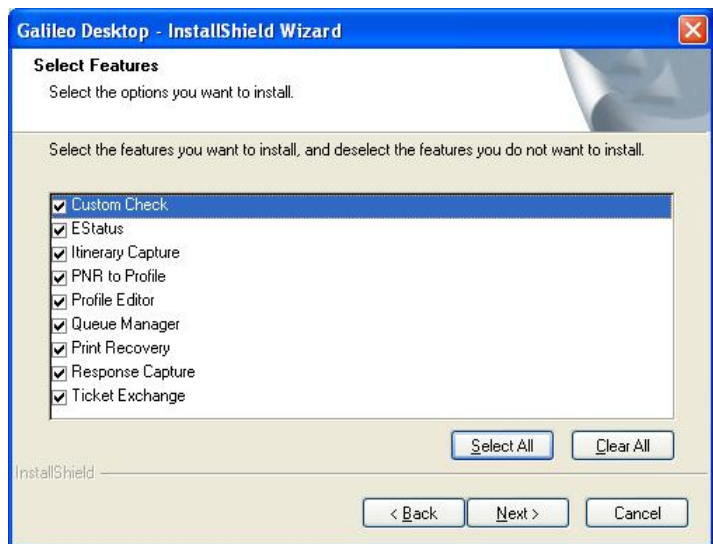 Galileo Desktop - InstallShield Wizard
Select Features
Select the options you want to install.
Select the features you want to install, and deselect the features you do not want to install.
Custom Check
EStatus
Itinerary Capture
PNR to Profile
Profile Editor
Queue Manager
Print Recovery
Response Capture
Ticket Exchange
Select All Clear All
InstallShield
< Back Next > Cancel